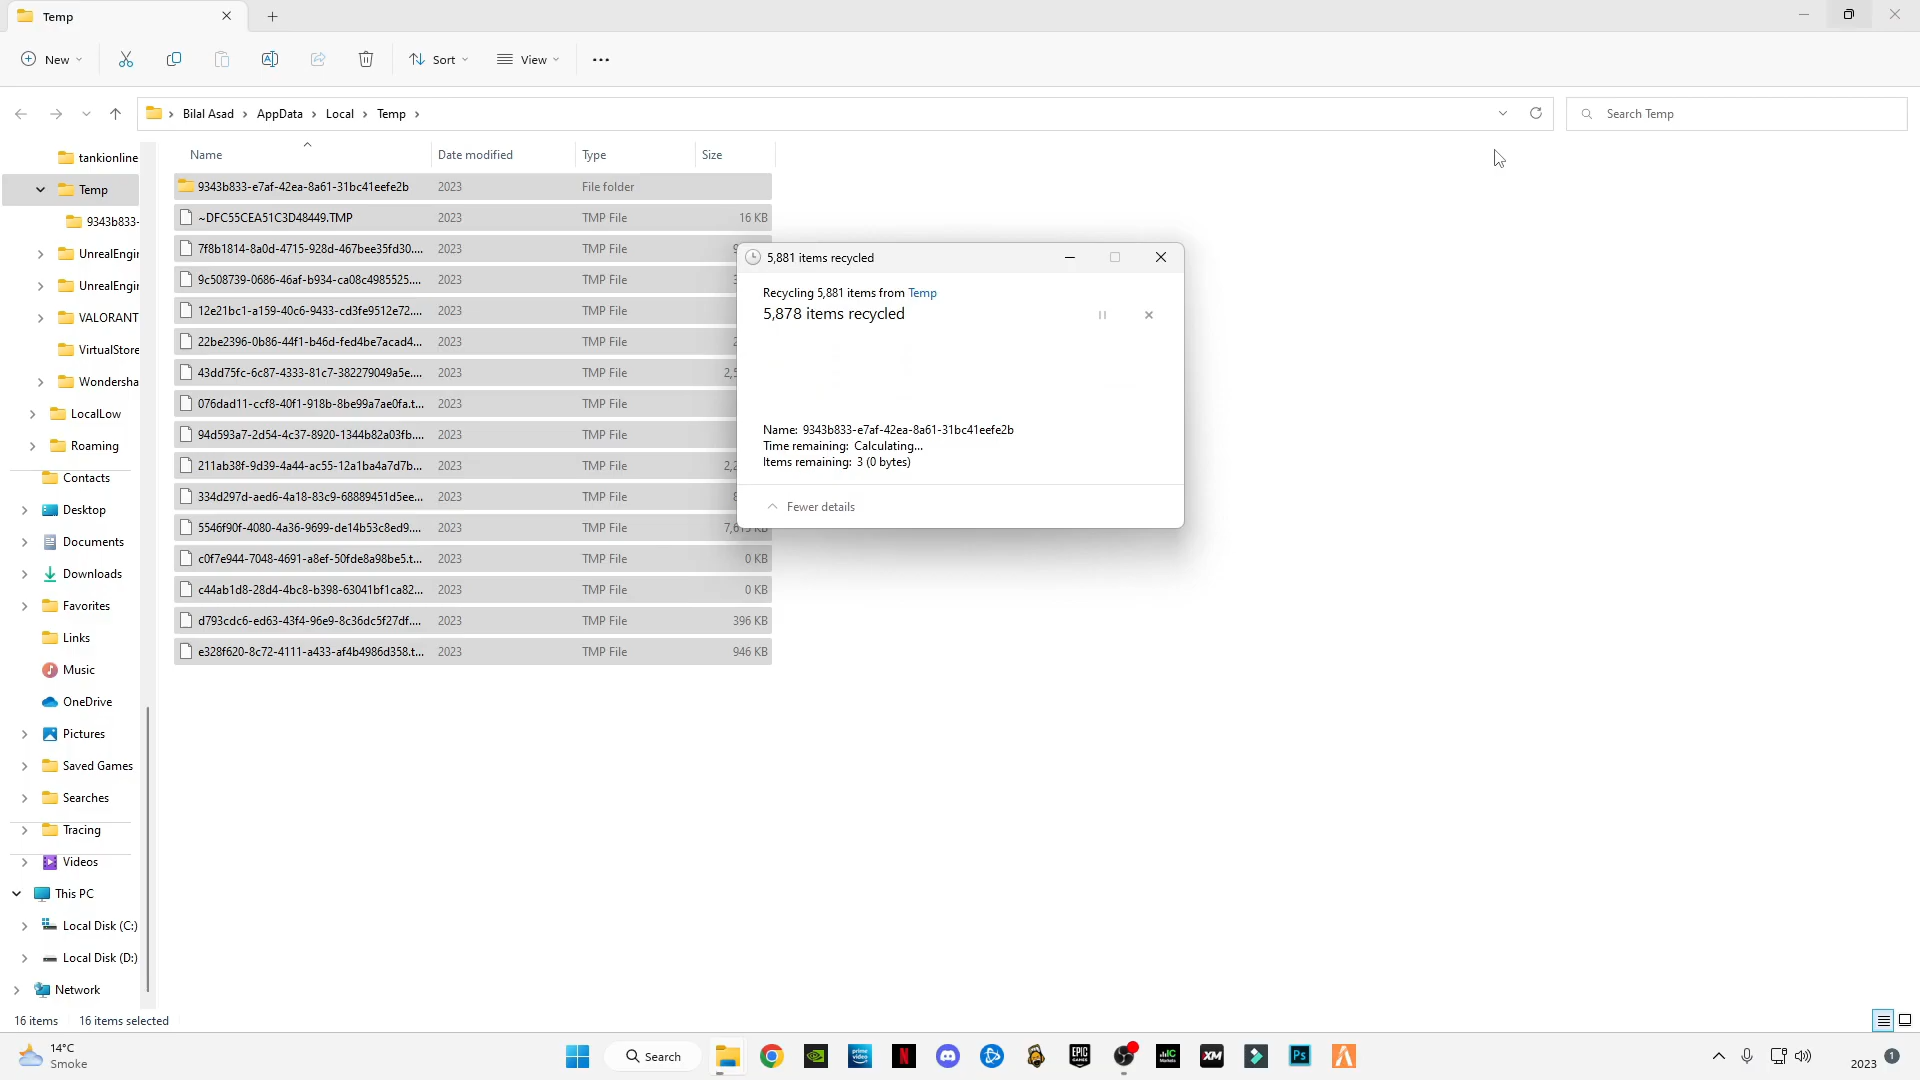 Temp
New
Sort
View
Bilal Asad
AppData
Local
Temp
Search Temp
Name
Date modified
Type
Size
tankionline
Temp
9343b833-
UnrealEngin
UnrealEngin
VALORANT
VirtualStore
Wondersha
LocalLow
Roaming
Contacts
Desktop
Documents
Downloads
Favorites
Links
Music
OneDrive
Pictures
Saved Games
Searches
Tracing
Videos
This PC
Local Disk (C:)
Local Disk (D:)
Network
9343b833-e7af-42ea-8a61-31bc41eefe2b 2023 File folder
~DFC55CEA51C3D48449.TMP 2023 TMP File 16 KB
7f8b1814-8a0d-4715-928d-467bee35fd30.... 2023 TMP File
9c508739-0686-46af-b934-ca08c4985525.... 2023 TMP File
12e21bc1-a159-40c6-9433-cd3fe9512e72.... 2023 TMP File
22be2396-0b86-44f1-b46d-fed4be7acad4... 2023 TMP File
43dd75fc-6c87-4333-81c7-382279049a5e.... 2023 TMP File
076dad11-ccf8-40f1-918b-8be99a7ae0fa.t... 2023 TMP File
94d593a7-2d54-4c37-8920-1344b82a03fb.... 2023 TMP File
211ab38f-9d39-4a44-ac55-12a1ba4a7d7b... 2023 TMP File
334d297d-aed6-4a18-83c9-68889451d5ee... 2023 TMP File
5546f90f-4080-4a36-9699-de14b53c8ed9.... 2023 TMP File
c0f7e944-7048-4691-a8ef-50fde8a98be5.t... 2023 TMP File 0 KB
c44ab1d8-28d4-4bc8-b398-63041bf1ca82... 2023 TMP File 0 KB
d793cdc6-ed63-43f4-96e9-8c36dc5f27df.... 2023 TMP File 396 KB
e328f620-8c72-4111-a433-af4b4986d358.t... 2023 TMP File 946 KB
5,881 items recycled
Recycling 5,881 items from Temp
5,878 items recycled
Name: 9343b833-e7af-42ea-8a61-31bc41eefe2b
Time remaining: Calculating...
Items remaining: 3 (0 bytes)
Fewer details
16 items 16 items selected
14°C
Smoke
Search
prime video
N
EPIC GAMES
IC Markets
XM
Ps
2023
1